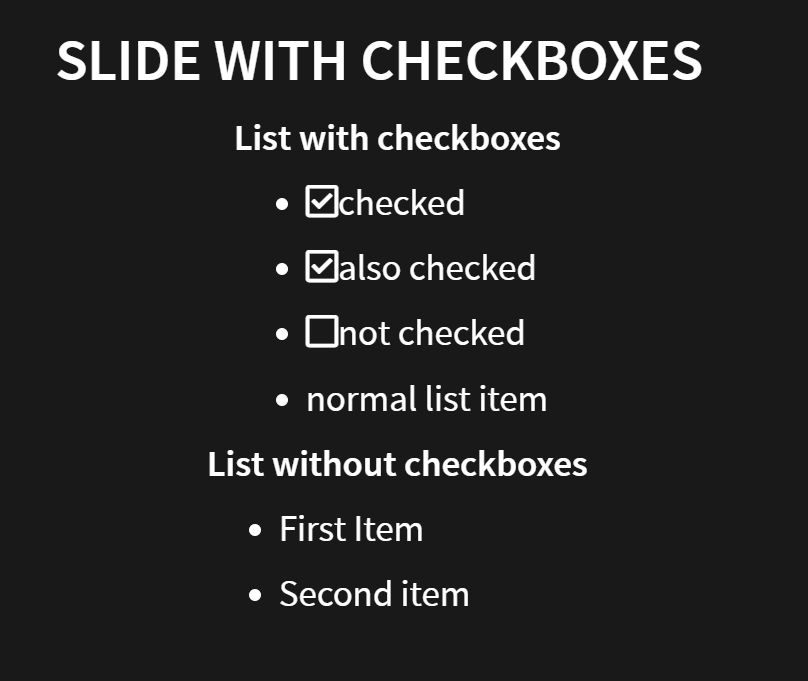 SLIDE WITH CHECKBOXES
List with checkboxes
• ☑checked
• ☑also checked
• ☐not checked
• normal list item
List without checkboxes
• First Item
• Second item